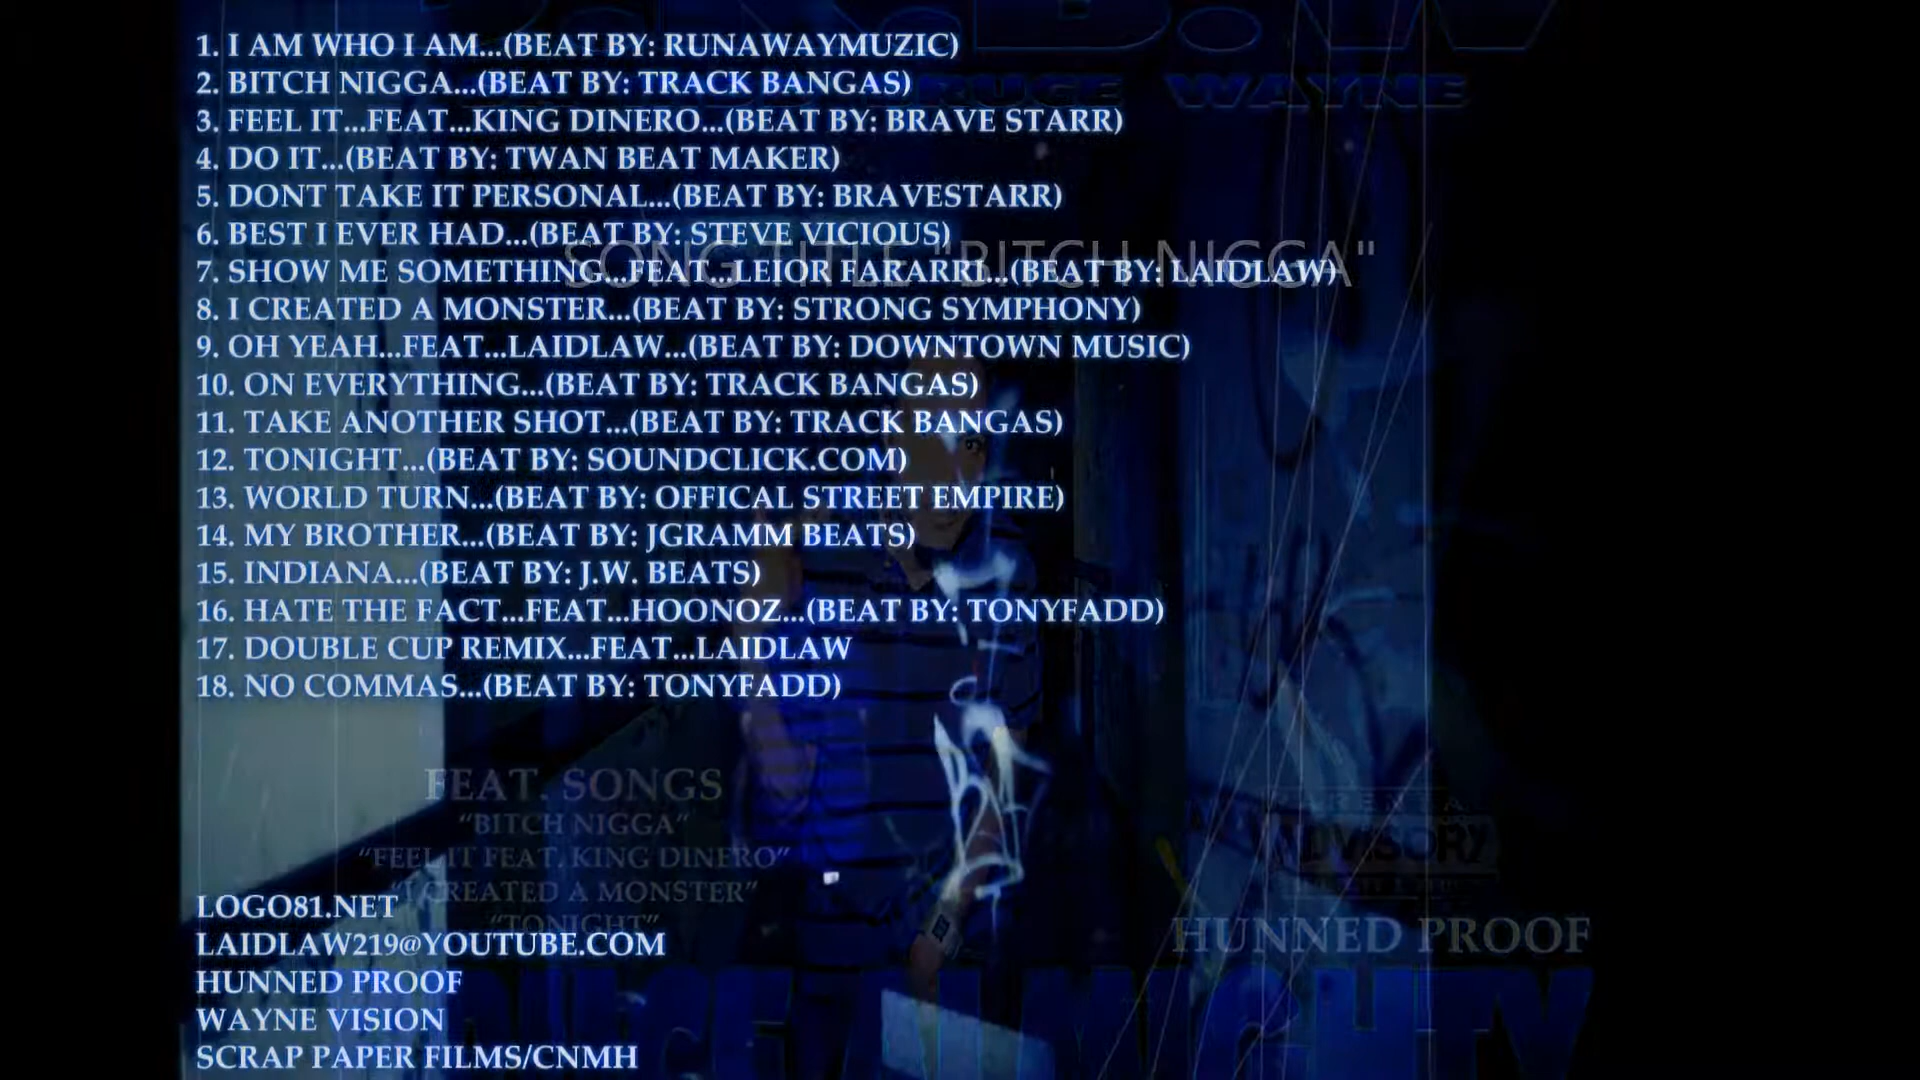 1. I AM WHO I AM...(BEAT BY: RUNAWAYMUZIC)
2. BITCH NIGGA...(BEAT BY: TRACK BANGAS)
3. FEEL IT...FEAT...KING DINERO...(BEAT BY: BRAVE STARR)
4. DO IT...(BEAT BY: TWAN BEAT MAKER)
5. DONT TAKE IT PERSONAL...(BEAT BY: BRAVESTARR)
6. BEST I EVER HAD...(BEAT BY: STEVE VICIOUS)
SONG TITLE "BITCH NIGGA"
7. SHOW ME SOMETHING...FEAT...LEIOR FARARRI...(BEAT BY: LAIDLAW)
8. I CREATED A MONSTER...(BEAT BY: STRONG SYMPHONY)
9. OH YEAH...FEAT...LAIDLAW...(BEAT BY: DOWNTOWN MUSIC)
10. ON EVERYTHING...(BEAT BY: TRACK BANGAS)
11. TAKE ANOTHER SHOT...(BEAT BY: TRACK BANGAS)
12. TONIGHT...(BEAT BY: SOUNDCLICK.COM)
13. WORLD TURN...(BEAT BY: OFFICAL STREET EMPIRE)
14. MY BROTHER...(BEAT BY: JGRAMM BEATS)
15. INDIANA...(BEAT BY: J.W. BEATS)
16. HATE THE FACT...FEAT...HOONOZ...(BEAT BY: TONYFADD)
17. DOUBLE CUP REMIX...FEAT...LAIDLAW
18. NO COMMAS...(BEAT BY: TONYFADD)
FEAT. SONGS
“BITCH NIGGA”
“FEEL IT FEAT. KING DINERO”
“I CREATED A MONSTER”
“TONIGHT”
LOGO81.NET
LAIDLAW219@YOUTUBE.COM
HUNNED PROOF
WAYNE VISION
SCRAP PAPER FILMS/CNMH
WAYNE
ADVISORY
HUNNED PROOF
ALMIGHTY